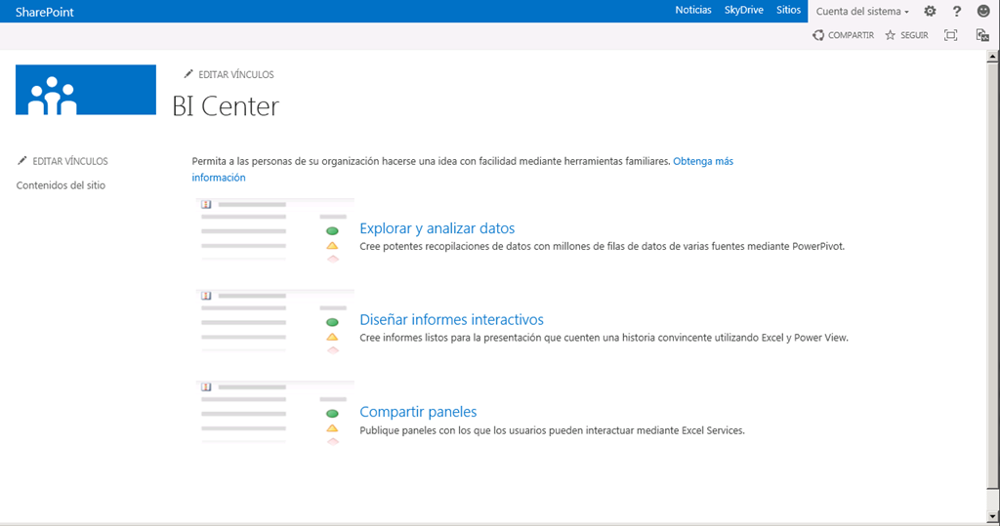 SharePoint
Noticias SkyDrive Sitios Cuenta del sistema ?
COMPARTIR SEGUIR
EDITAR VÍNCULOS
BI Center
EDITAR VÍNCULOS
Contenidos del sitio
Permita a las personas de su organización hacerse una idea con facilidad mediante herramientas familiares. Obtenga más
información
Explorar y analizar datos
Cree potentes recopilaciones de datos con millones de filas de datos de varias fuentes mediante PowerPivot.
Diseñar informes interactivos
Cree informes listos para la presentación que cuenten una historia convincente utilizando Excel y Power View.
Compartir paneles
Publique paneles con los que los usuarios pueden interactuar mediante Excel Services.